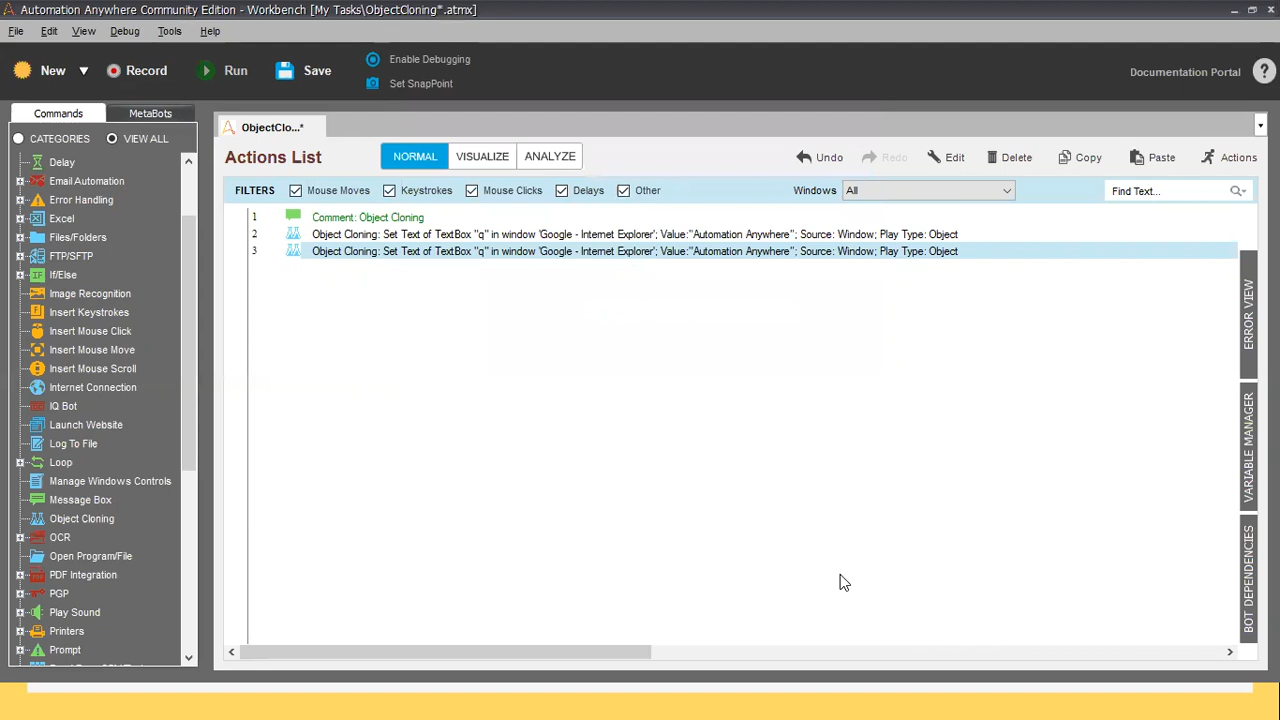 Automation Anywhere Community Edition - Workbench [My Tasks\ObjectCloning*.atmx]
File Edit View Debug Tools Help
New Record Run Save
Enable Debugging
Set SnapPoint
Documentation Portal ?
Commands MetaBots
CATEGORIES VIEW ALL
Delay
Email Automation
Error Handling
Excel
Files/Folders
FTP/SFTP
If/Else
Image Recognition
Insert Keystrokes
Insert Mouse Click
Insert Mouse Move
Insert Mouse Scroll
Internet Connection
IQ Bot
Launch Website
Log To File
Loop
Manage Windows Controls
Message Box
Object Cloning
OCR
Open Program/File
PDF Integration
PGP
Play Sound
Printers
Prompt
ObjectClo...*
Actions List NORMAL VISUALIZE ANALYZE Undo Redo Edit Delete Copy Paste Actions
FILTERS Mouse Moves Keystrokes Mouse Clicks Delays Other Windows All Find Text...
1 Comment: Object Cloning
2 Object Cloning: Set Text of TextBox "q" in window 'Google - Internet Explorer'; Value:"Automation Anywhere"; Source: Window; Play Type: Object
3 Object Cloning: Set Text of TextBox "q" in window 'Google - Internet Explorer'; Value:"Automation Anywhere"; Source: Window; Play Type: Object
ERROR VIEW
VARIABLE MANAGER
BOT DEPENDENCIES